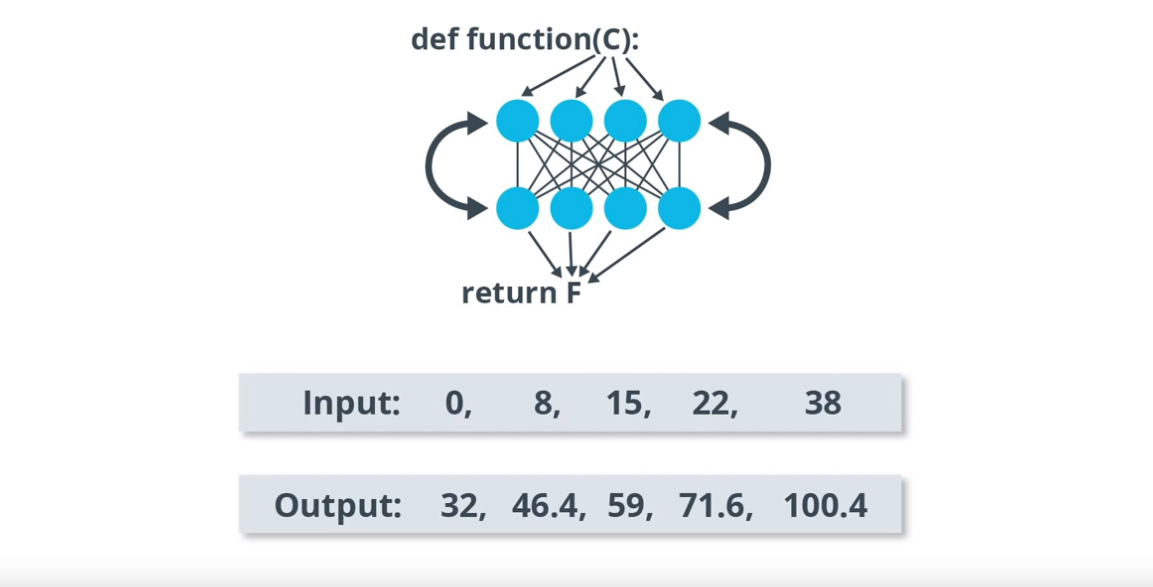 def function(C):
return F
Input: 0, 8, 15, 22, 38
Output: 32, 46.4, 59, 71.6, 100.4